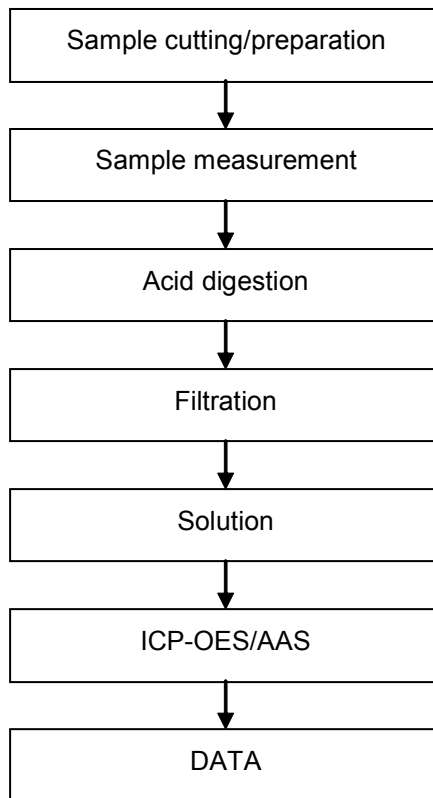 Sample cutting/preparation
Sample measurement
Acid digestion
Filtration
Solution
ICP-OES/AAS
DATA